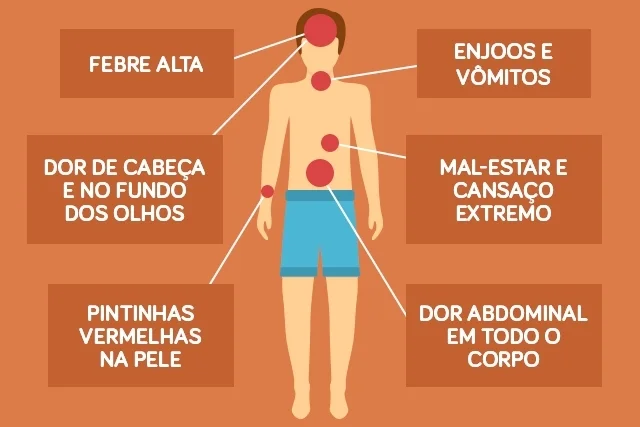 FEBRE ALTA
ENJOOS E
VÔMITOS
DOR DE CABEÇA
E NO FUNDO
DOS OLHOS
MAL-ESTAR E
CANSAÇO
EXTREMO
PINTINHAS
VERMELHAS
NA PELE
DOR ABDOMINAL
EM TODO O
CORPO